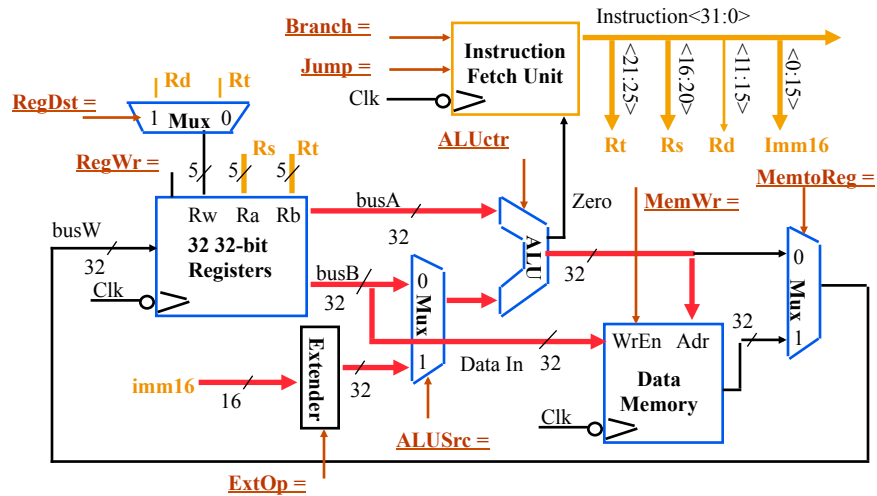 Branch =
Instruction<31:0>
Instruction
Fetch Unit
Jump =
Clk
<21:25>
<16:20>
<11:15>
<0:15>
Rt
Rs
Rd
Imm16
Rd
Rt
RegDst =
1 Mux 0
RegWr =
5
5
5
Rs
Rt
ALUctr
MemtoReg =
Zero
MemWr =
busA
Rw Ra Rb
busW
32
32 32-bit
Registers
32
busB
32
Clk
ALU
32
0
Mux
1
0
Mux
1
32
WrEn Adr
Data In
32
Data
Memory
Clk
Extender
imm16
16
32
ALUSrc =
ExtOp =